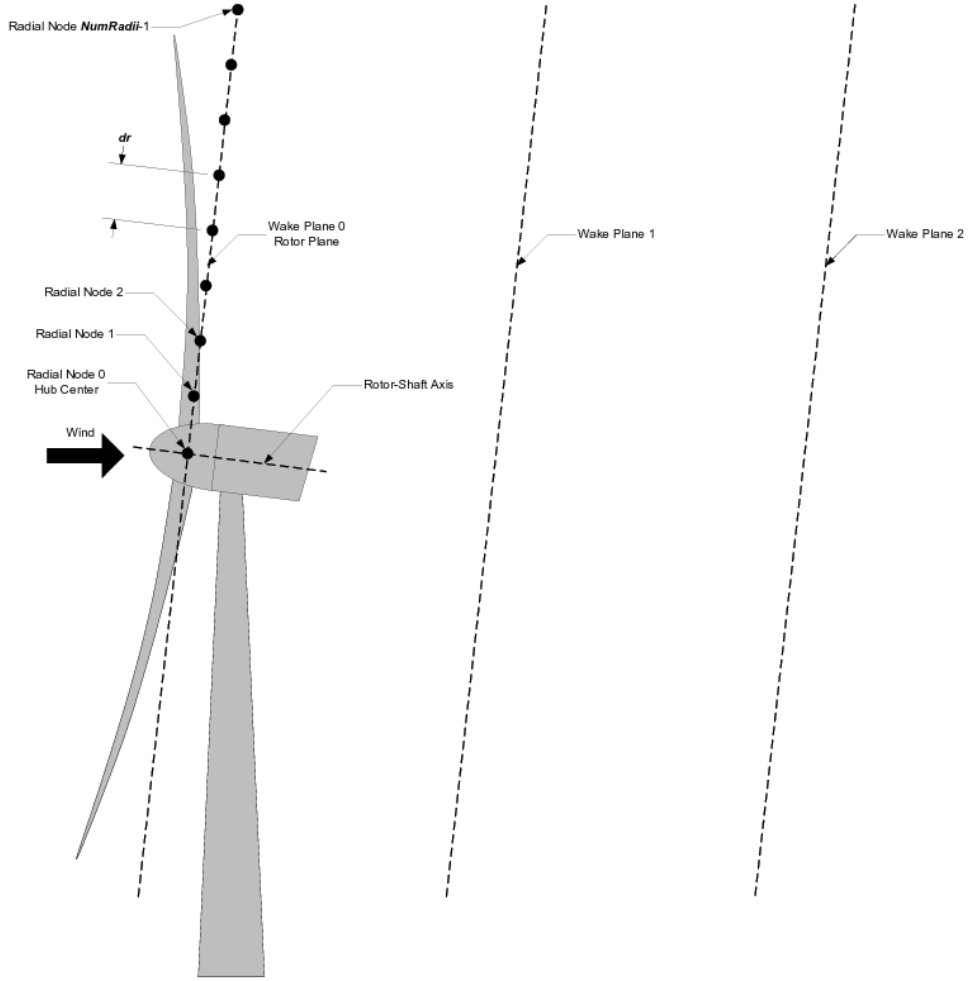 Radial Node NumRadii-1
dr
Wake Plane 0
Rotor Plane
Wake Plane 1
Wake Plane 2
Radial Node 2
Radial Node 1
Radial Node 0
Hub Center
Rotor-Shaft Axis
Wind